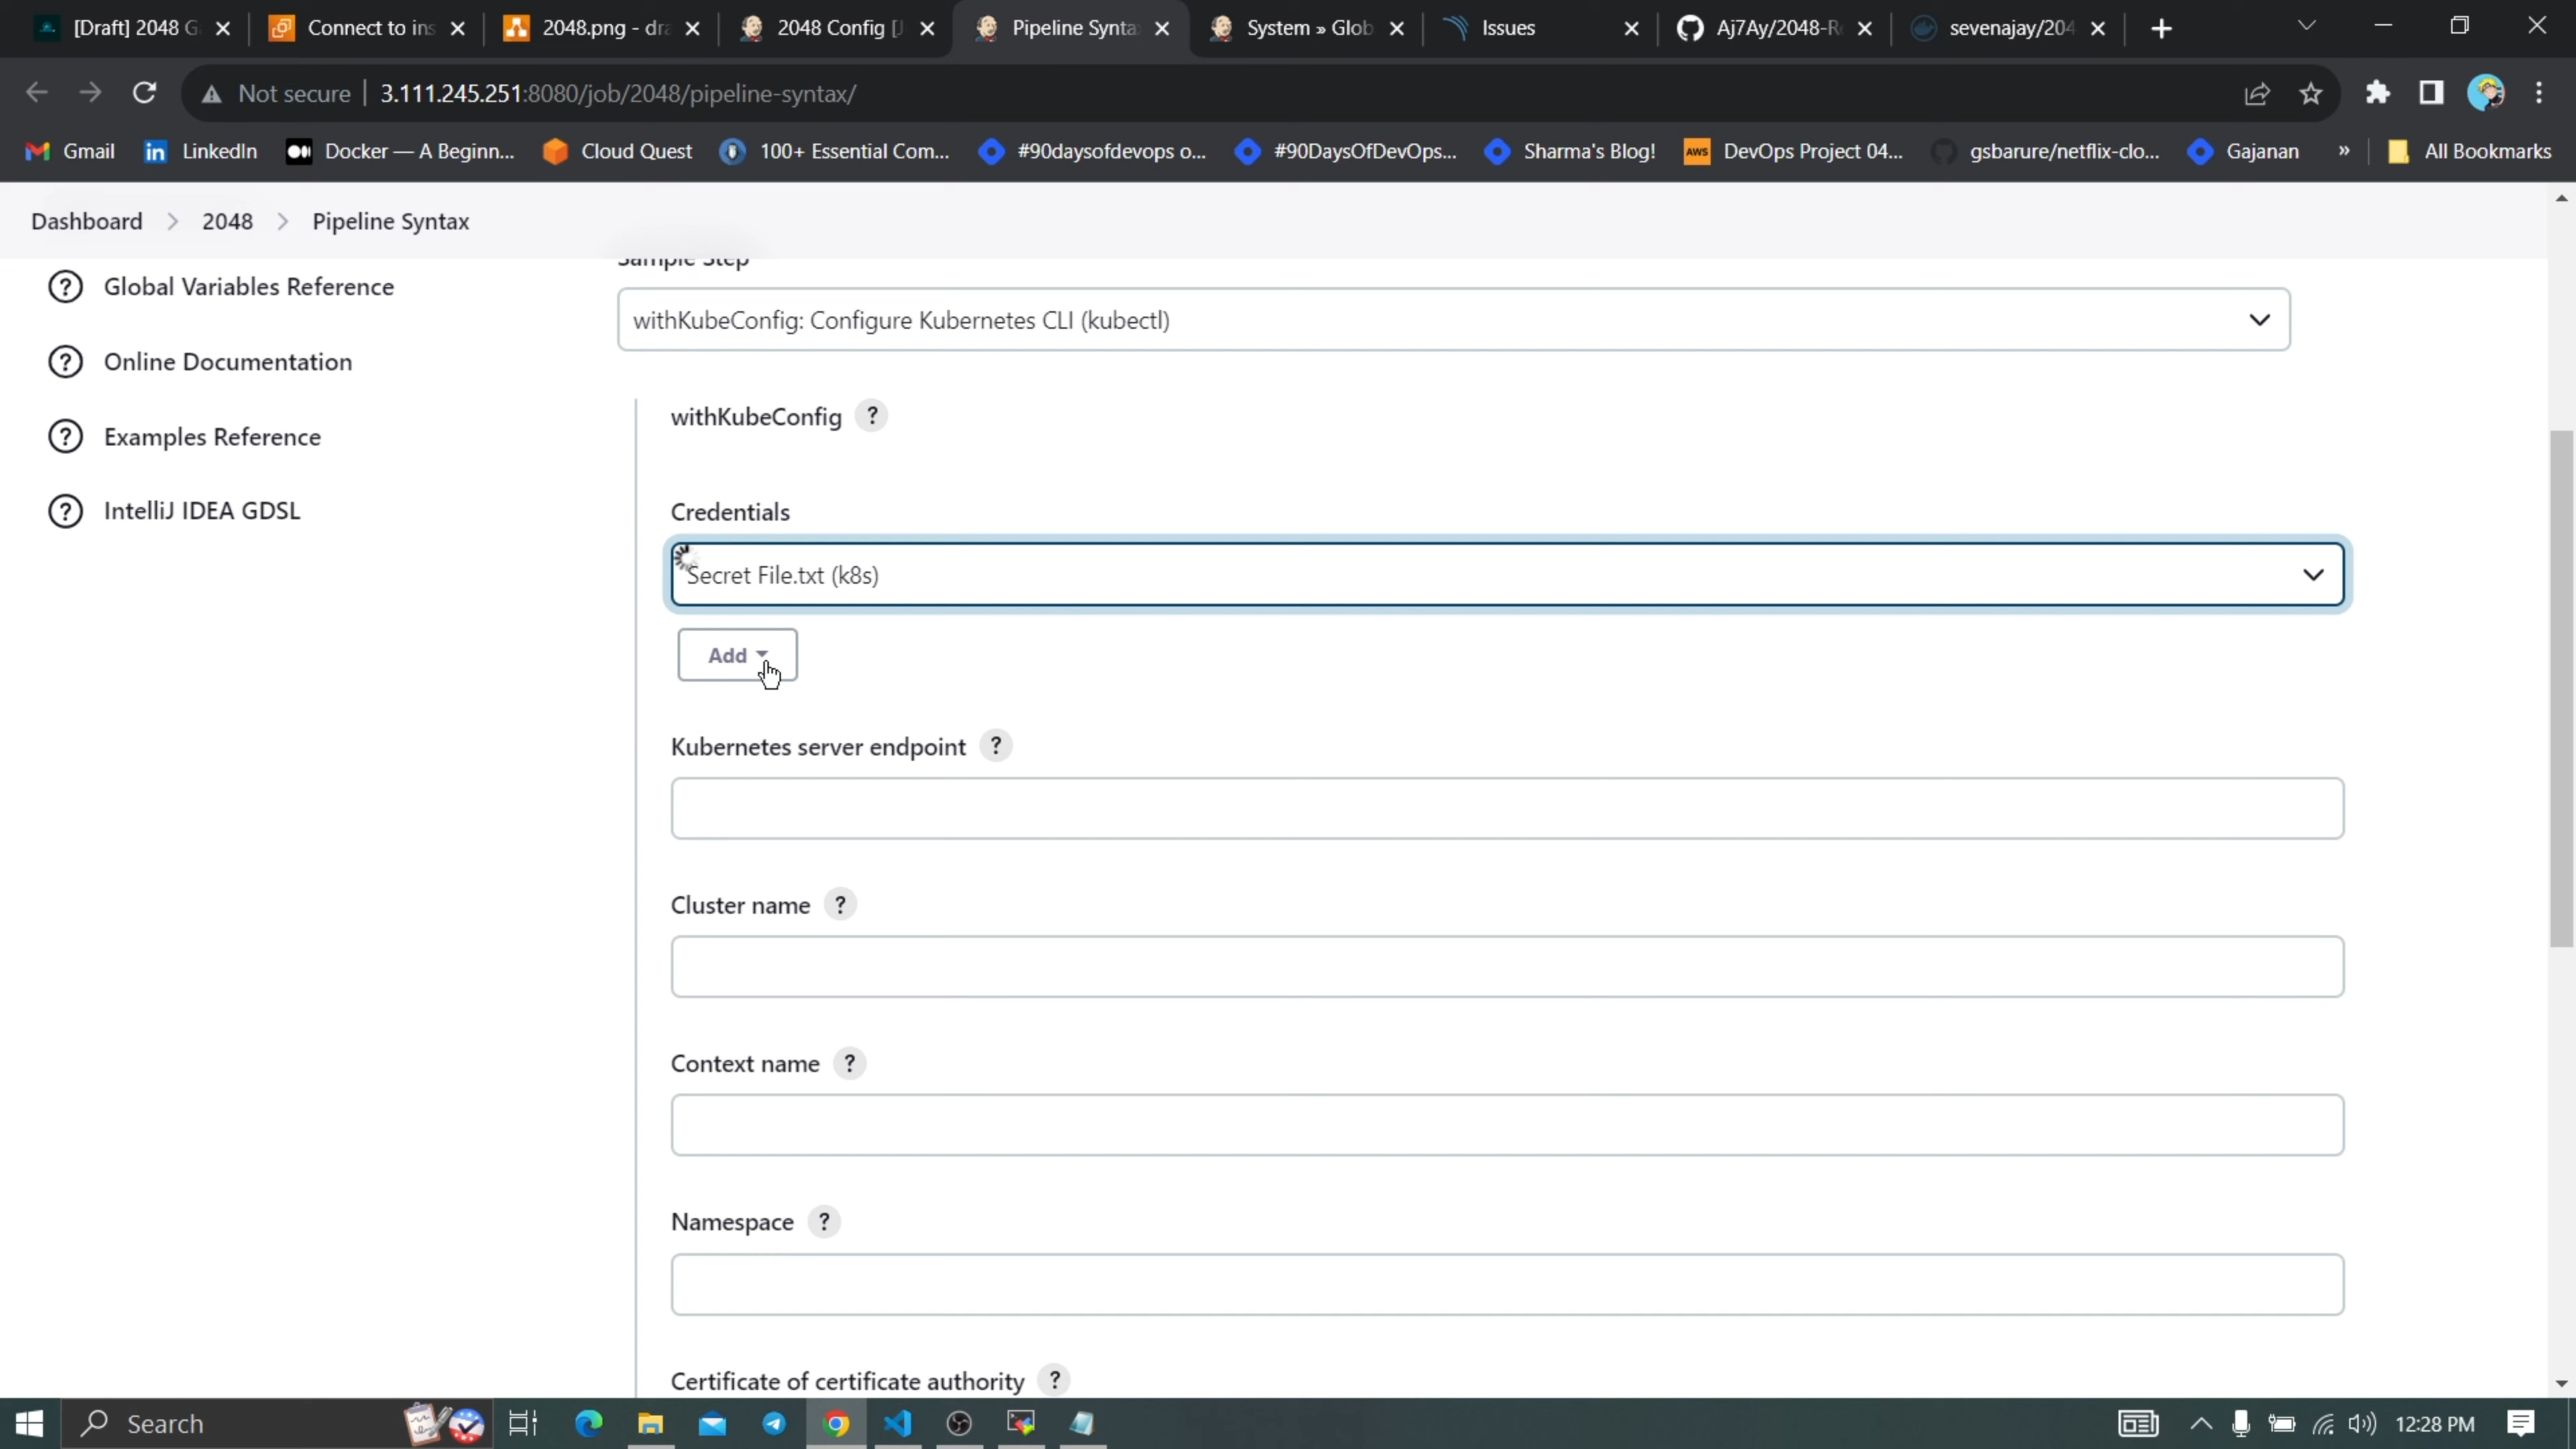 [Draft] 2048 G
Connect to ins
2048.png - dra
2048 Config [J
Pipeline Synta
System » Glob
Issues
Aj7Ay/2048-Re
sevenajay/204
Not secure
3.111.245.251:8080/job/2048/pipeline-syntax/
Gmail
LinkedIn
Docker — A Beginn...
Cloud Quest
100+ Essential Com...
#90daysofdevops o...
#90DaysOfDevOps...
Sharma's Blog!
aws
DevOps Project 04...
gsbarure/netflix-clo...
Gajanan
»
All Bookmarks
Dashboard > 2048 > Pipeline Syntax
Global Variables Reference
Online Documentation
Examples Reference
IntelliJ IDEA GDSL
Sample Step
withKubeConfig: Configure Kubernetes CLI (kubectl)
withKubeConfig ?
Credentials
Secret File.txt (k8s)
Add
Kubernetes server endpoint ?
Cluster name ?
Context name ?
Namespace ?
Certificate of certificate authority ?
Search
12:28 PM